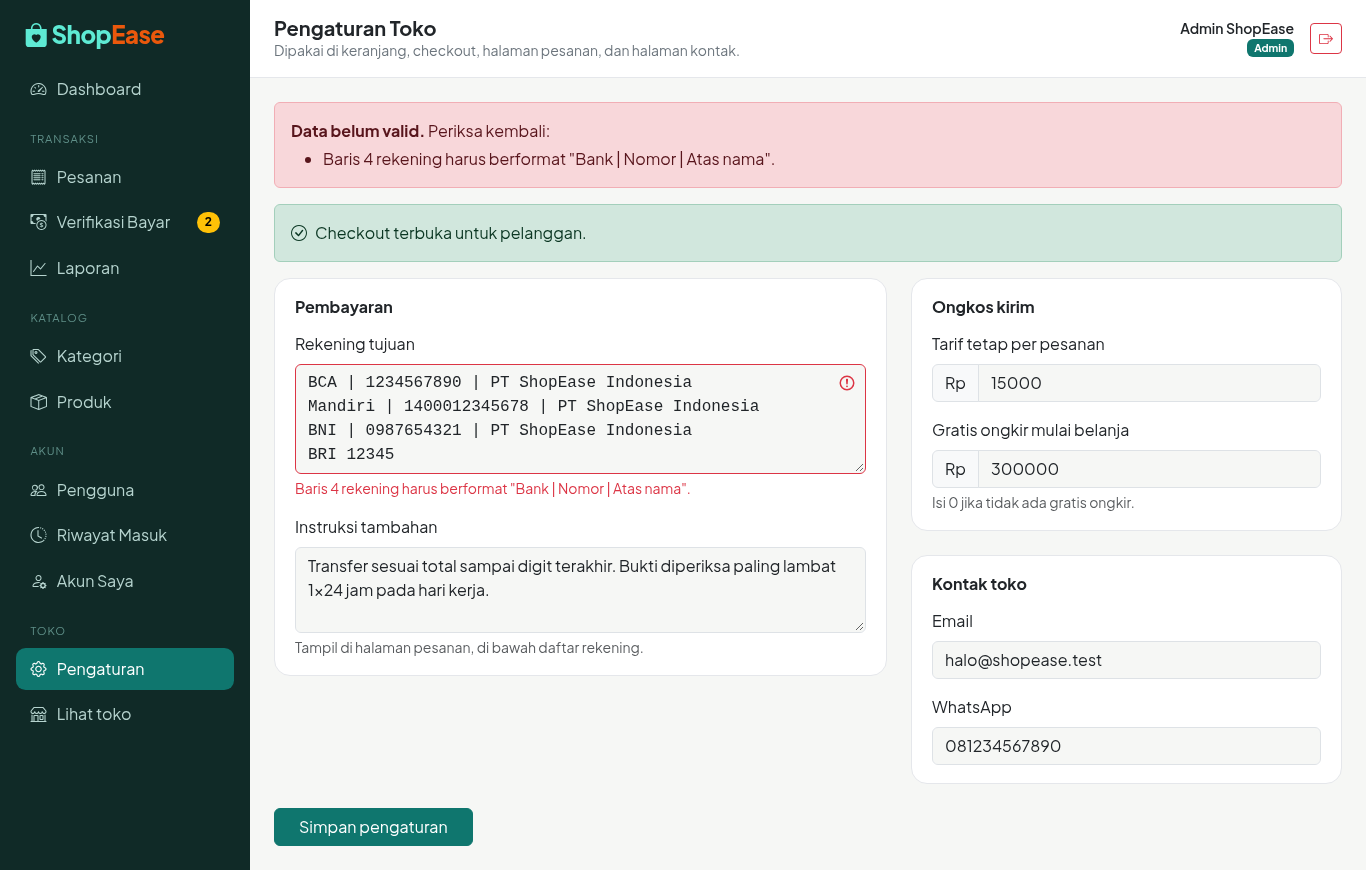 ShopEase
Dashboard
TRANSAKSI
Pesanan
Verifikasi Bayar 2
Laporan
KATALOG
Kategori
Produk
AKUN
Pengguna
Riwayat Masuk
Akun Saya
TOKO
Pengaturan
Lihat toko
Pengaturan Toko
Dipakai di keranjang, checkout, halaman pesanan, dan halaman kontak.
Admin ShopEase
Admin
Data belum valid. Periksa kembali:
• Baris 4 rekening harus berformat "Bank | Nomor | Atas nama".
Checkout terbuka untuk pelanggan.
Pembayaran
Rekening tujuan
BCA | 1234567890 | PT ShopEase Indonesia
Mandiri | 1400012345678 | PT ShopEase Indonesia
BNI | 0987654321 | PT ShopEase Indonesia
BRI 12345
Baris 4 rekening harus berformat "Bank | Nomor | Atas nama".
Instruksi tambahan
Transfer sesuai total sampai digit terakhir. Bukti diperiksa paling lambat
1×24 jam pada hari kerja.
Tampil di halaman pesanan, di bawah daftar rekening.
Ongkos kirim
Tarif tetap per pesanan
Rp 15000
Gratis ongkir mulai belanja
Rp 300000
Isi 0 jika tidak ada gratis ongkir.
Kontak toko
Email
halo@shopease.test
WhatsApp
081234567890
Simpan pengaturan